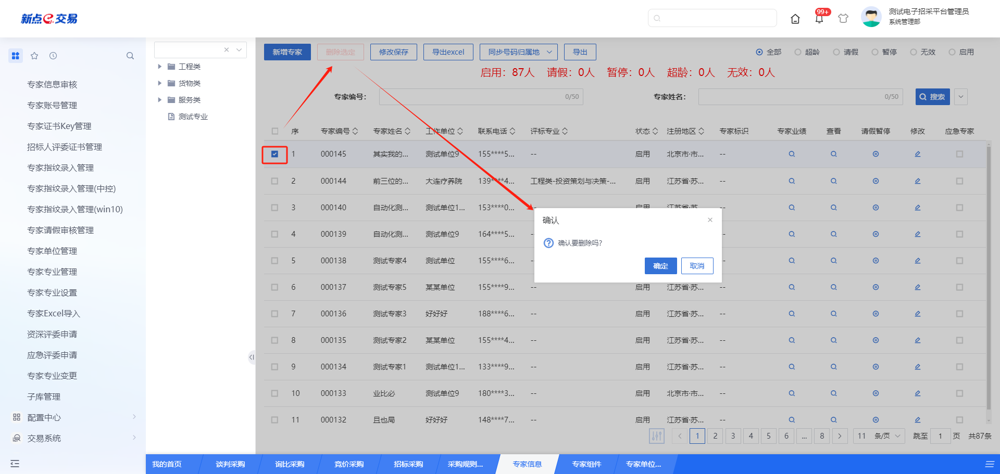 新点e交易
99+
测试电子招采平台管理员
系统管理部
专家信息审核
专家账号管理
专家证书Key管理
招标人评委证书管理
专家指纹录入管理
专家指纹录入管理(中控)
专家指纹录入管理(win10)
专家请假审核管理
专家单位管理
专家专业管理
专家专业设置
专家Excel导入
资深评委申请
应急评委申请
专家专业变更
子库管理
配置中心
交易系统
工程类
货物类
服务类
测试专业
新增专家 删除选定 修改保存 导出excel 同步号码归属地 导出
全部 超龄 请假 暂停 无效 启用
启用：87人 请假：0人 暂停：0人 超龄：0人 无效：0人
专家编号： 0/50 专家姓名： 0/50 搜索
序 专家编号 专家姓名 工作单位 联系电话 评标专业 状态 注册地区 专家标识 专家业绩 查看 请假暂停 修改 应急专家
1 000145 其实我的... 测试单位9 155****5... -- 启用 北京市·市... --
2 000144 前三位的... 大连疗养院 139****4... 工程类-投资策划与决策-... 启用 江苏省·苏... --
3 000140 自动化测... 测试单位1... 153****0... -- 启用 江苏省·苏... --
4 000139 自动化测... 测试单位9 164****5...
5 000138 测试专家4 测试单位 155****6...
6 000137 测试专家5 某某单位 155****9... -- 启用 江苏省·苏... --
7 000136 测试专家3 好好好 188****6... -- 启用 江苏省·苏... --
8 000135 测试专家2 某某单位 155****4... -- 启用 江苏省·苏... --
9 000134 测试专家1 测试单位1... 133****9... -- 启用 江苏省·苏... --
10 000133 业比必 测试单位9 180****3... -- 启用 北京市·市... --
11 000132 且也局 好好好 148****7... -- 启用 江苏省·苏... --
确认
确认要删除吗?
确定 取消
1 2 3 4 5 6 ... 8 11 条/页 跳至 1 页 共87条
我的首页 谈判采购 询比采购 竞价采购 招标采购 采购规则... 专家信息 专家组件 专家单位...